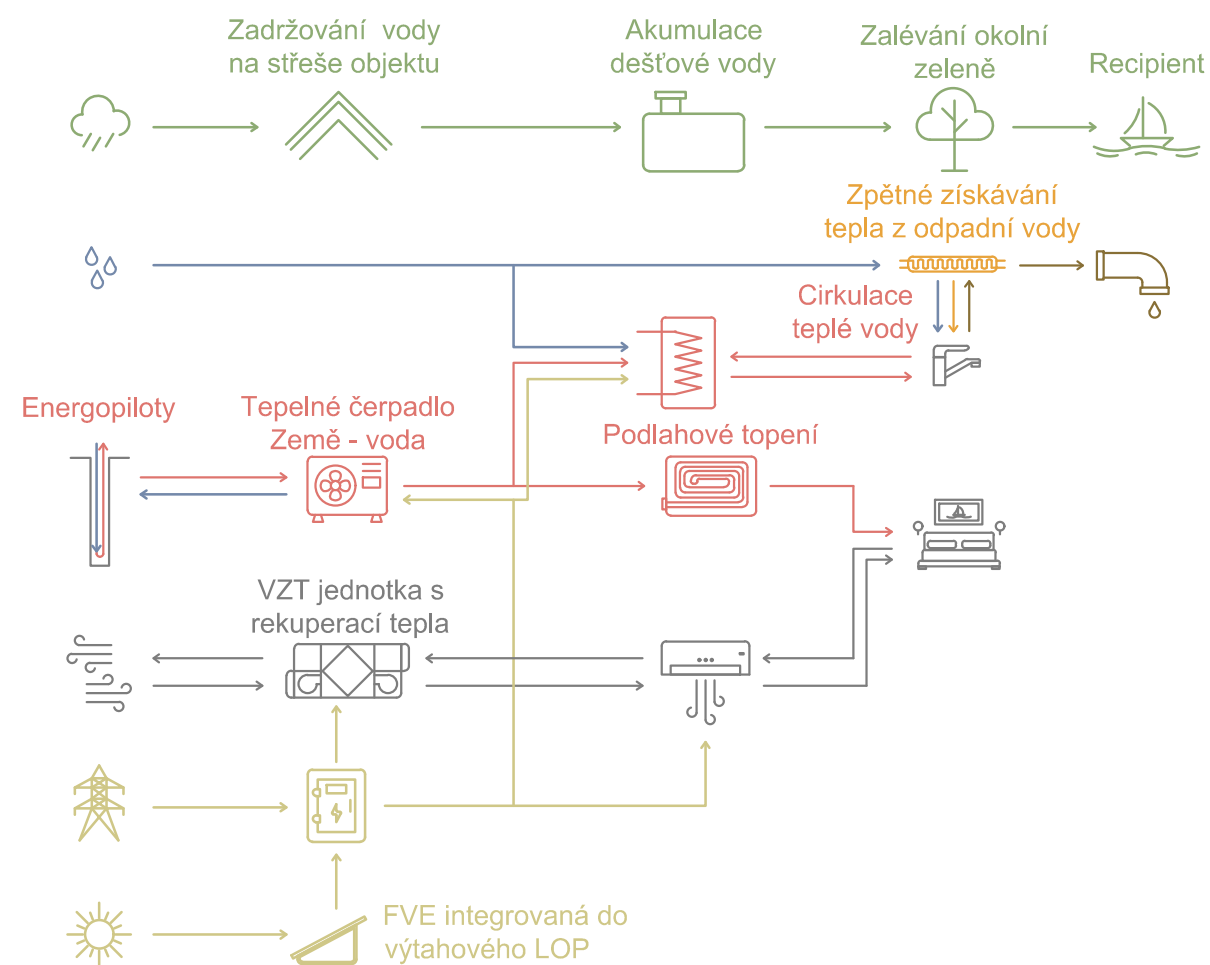 Zadržování vody
na střeše objektu
Akumulace
dešťové vody
Zalévání okolní
zeleně
Recipient
Zpětné získávání
tepla z odpadní vody
Cirkulace
teplé vody
Energopiloty
Tepelné čerpadlo
Země - voda
Podlahové topení
VZT jednotka s
rekuperací tepla
FVE integrovaná do
výtahového LOP